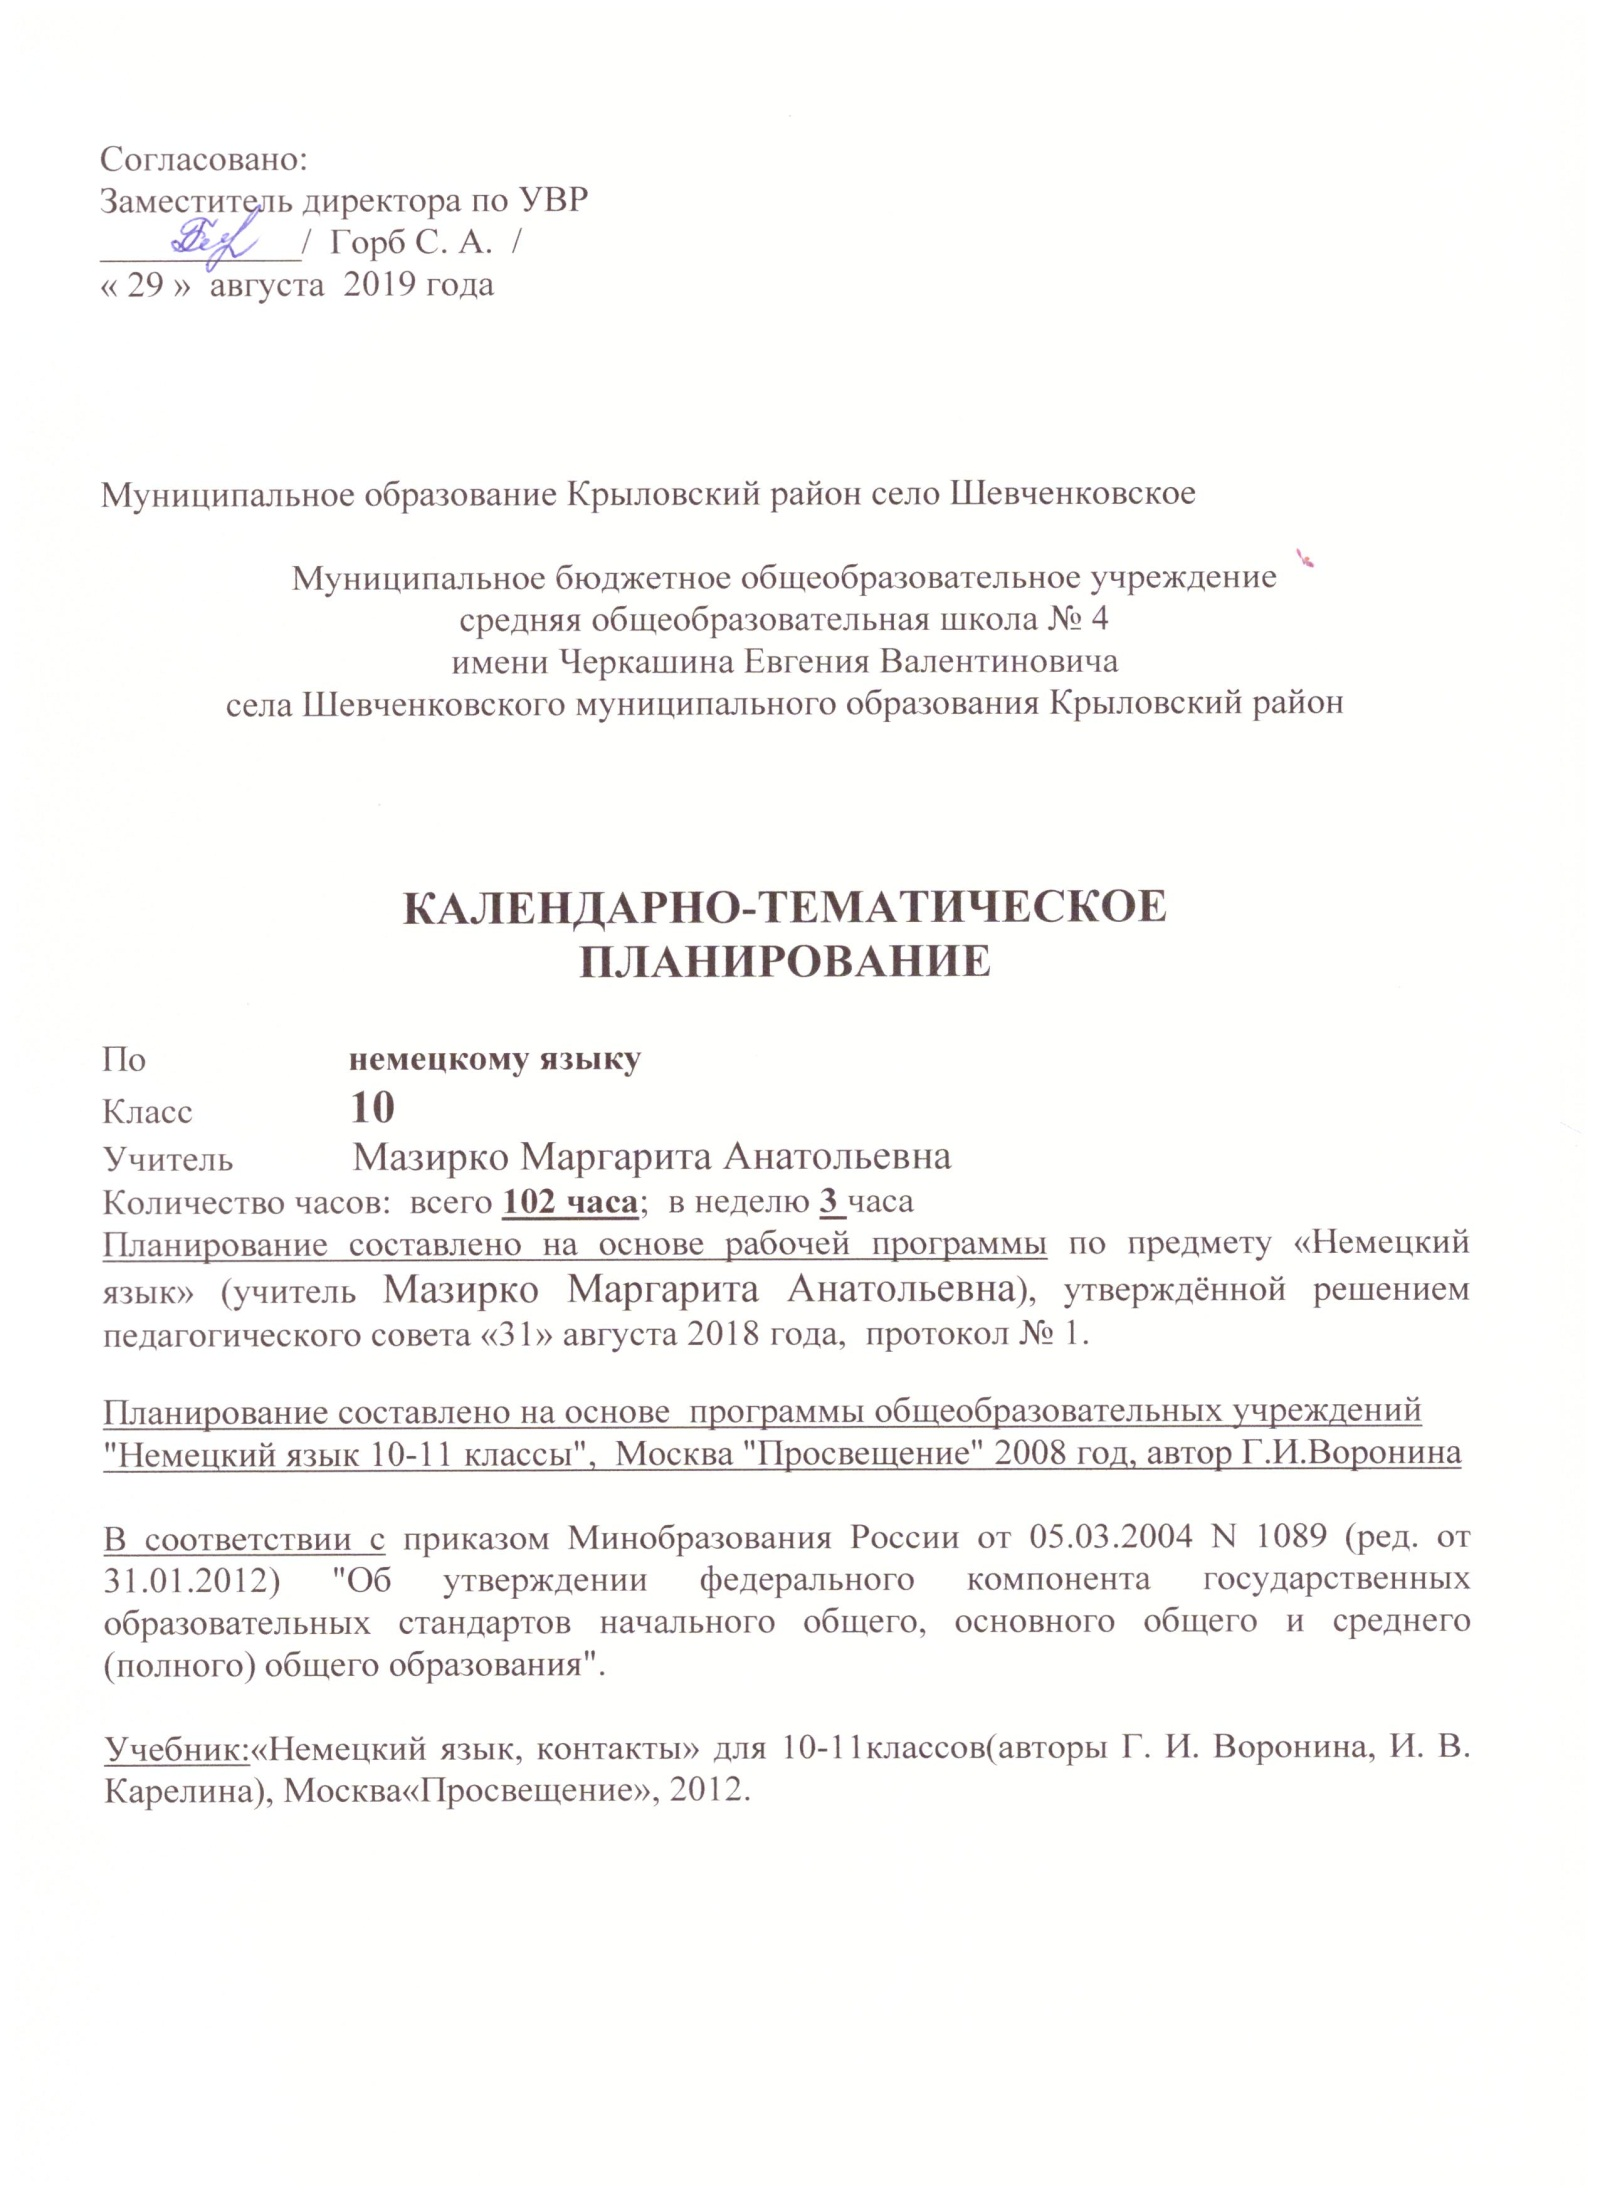 Согласовано:
Заместитель директора по УВР
___________/ Горб С. А. /
« 29 » августа 2019 года
Муниципальное образование Крыловский район село Шевченковское
Муниципальное бюджетное общеобразовательное учреждение
средняя общеобразовательная школа № 4
имени Черкашина Евгения Валентиновича
села Шевченковского муниципального образования Крыловский район
КАЛЕНДАРНО-ТЕМАТИЧЕСКОЕ
ПЛАНИРОВАНИЕ
По немецкому языку
Класс 10
Учитель Мазирко Маргарита Анатольевна
Количество часов: всего 102 часа; в неделю 3 часа
Планирование составлено на основе рабочей программы по предмету «Немецкий
язык» (учитель Мазирко Маргарита Анатольевна), утверждённой решением
педагогического совета «31» августа 2018 года, протокол № 1.
Планирование составлено на основе программы общеобразовательных учреждений
"Немецкий язык 10-11 классы", Москва "Просвещение" 2008 год, автор Г.И.Воронина
В соответствии с приказом Минобразования России от 05.03.2004 N 1089 (ред. от
31.01.2012) "Об утверждении федерального компонента государственных
образовательных стандартов начального общего, основного общего и среднего
(полного) общего образования".
Учебник:«Немецкий язык, контакты» для 10-11классов(авторы Г. И. Воронина, И. В.
Карелина), Москва«Просвещение», 2012.